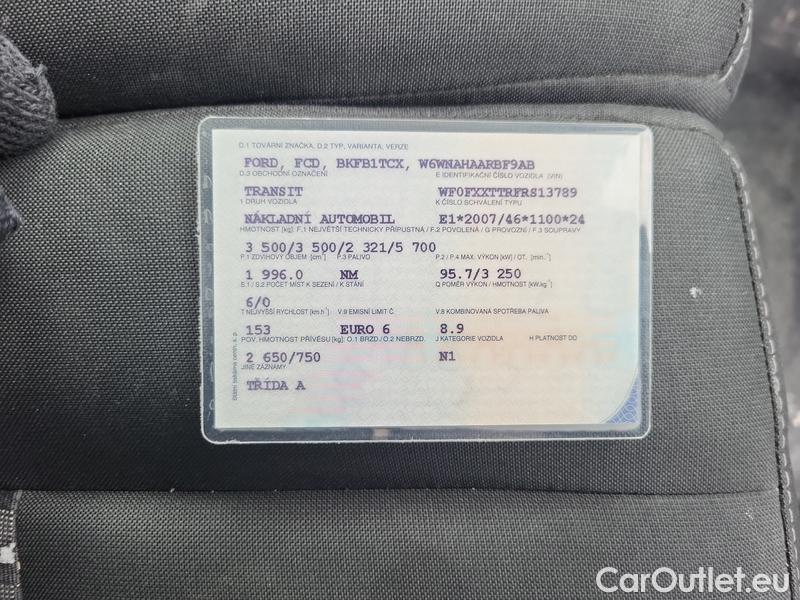 D.1 TOVÁRNÍ ZNAČKA, D.2 TYP, VARIANTA, VERZE
FORD, FCD, BKFB1TCX, W6WNAHAARBF9AB
D.3 OBCHODNÍ OZNAČENÍ E IDENTIFIKAČNÍ ČÍSLO VOZIDLA (VIN)
TRANSIT WF0FXXTTRFRS13789
1 DRUH VOZIDLA K ČÍSLO SCHVÁLENÍ TYPU
NÁKLADNÍ AUTOMOBIL E1*2007/46*1100*24
HMOTNOST [kg] F.1 NEJVĚTŠÍ TECHNICKY PŘÍPUSTNÁ / F.2 POVOLENÁ / G PROVOZNÍ / F.3 SOUPRAVY
3 500/3 500/2 321/5 700
P.1 ZDVIHOVÝ OBJEM [cm³] P.3 PALIVO P.2 / P.4 MAX. VÝKON [kW] / OT. [min.⁻¹]
1 996.0 NM 95.7/3 250
S.1 / S.2 POČET MÍST K SEZENÍ / K STÁNÍ Q POMĚR VÝKON / HMOTNOST [kW.kg⁻¹]
6/0
T NEJVYŠŠÍ RYCHLOST [km.h⁻¹] V.9 EMISNÍ LIMIT Č. V.8 KOMBINOVANÁ SPOTŘEBA PALIVA
153 EURO 6 8.9
POV. HMOTNOST PŘÍVĚSU [kg]: O.1 BRZD./O.2 NEBRZD. J KATEGORIE VOZIDLA H PLATNOST DO
2 650/750 N1
JINÉ ZÁZNAMY
TŘÍDA A
Státní tiskárna cenin, s. p.
CarOutlet.eu